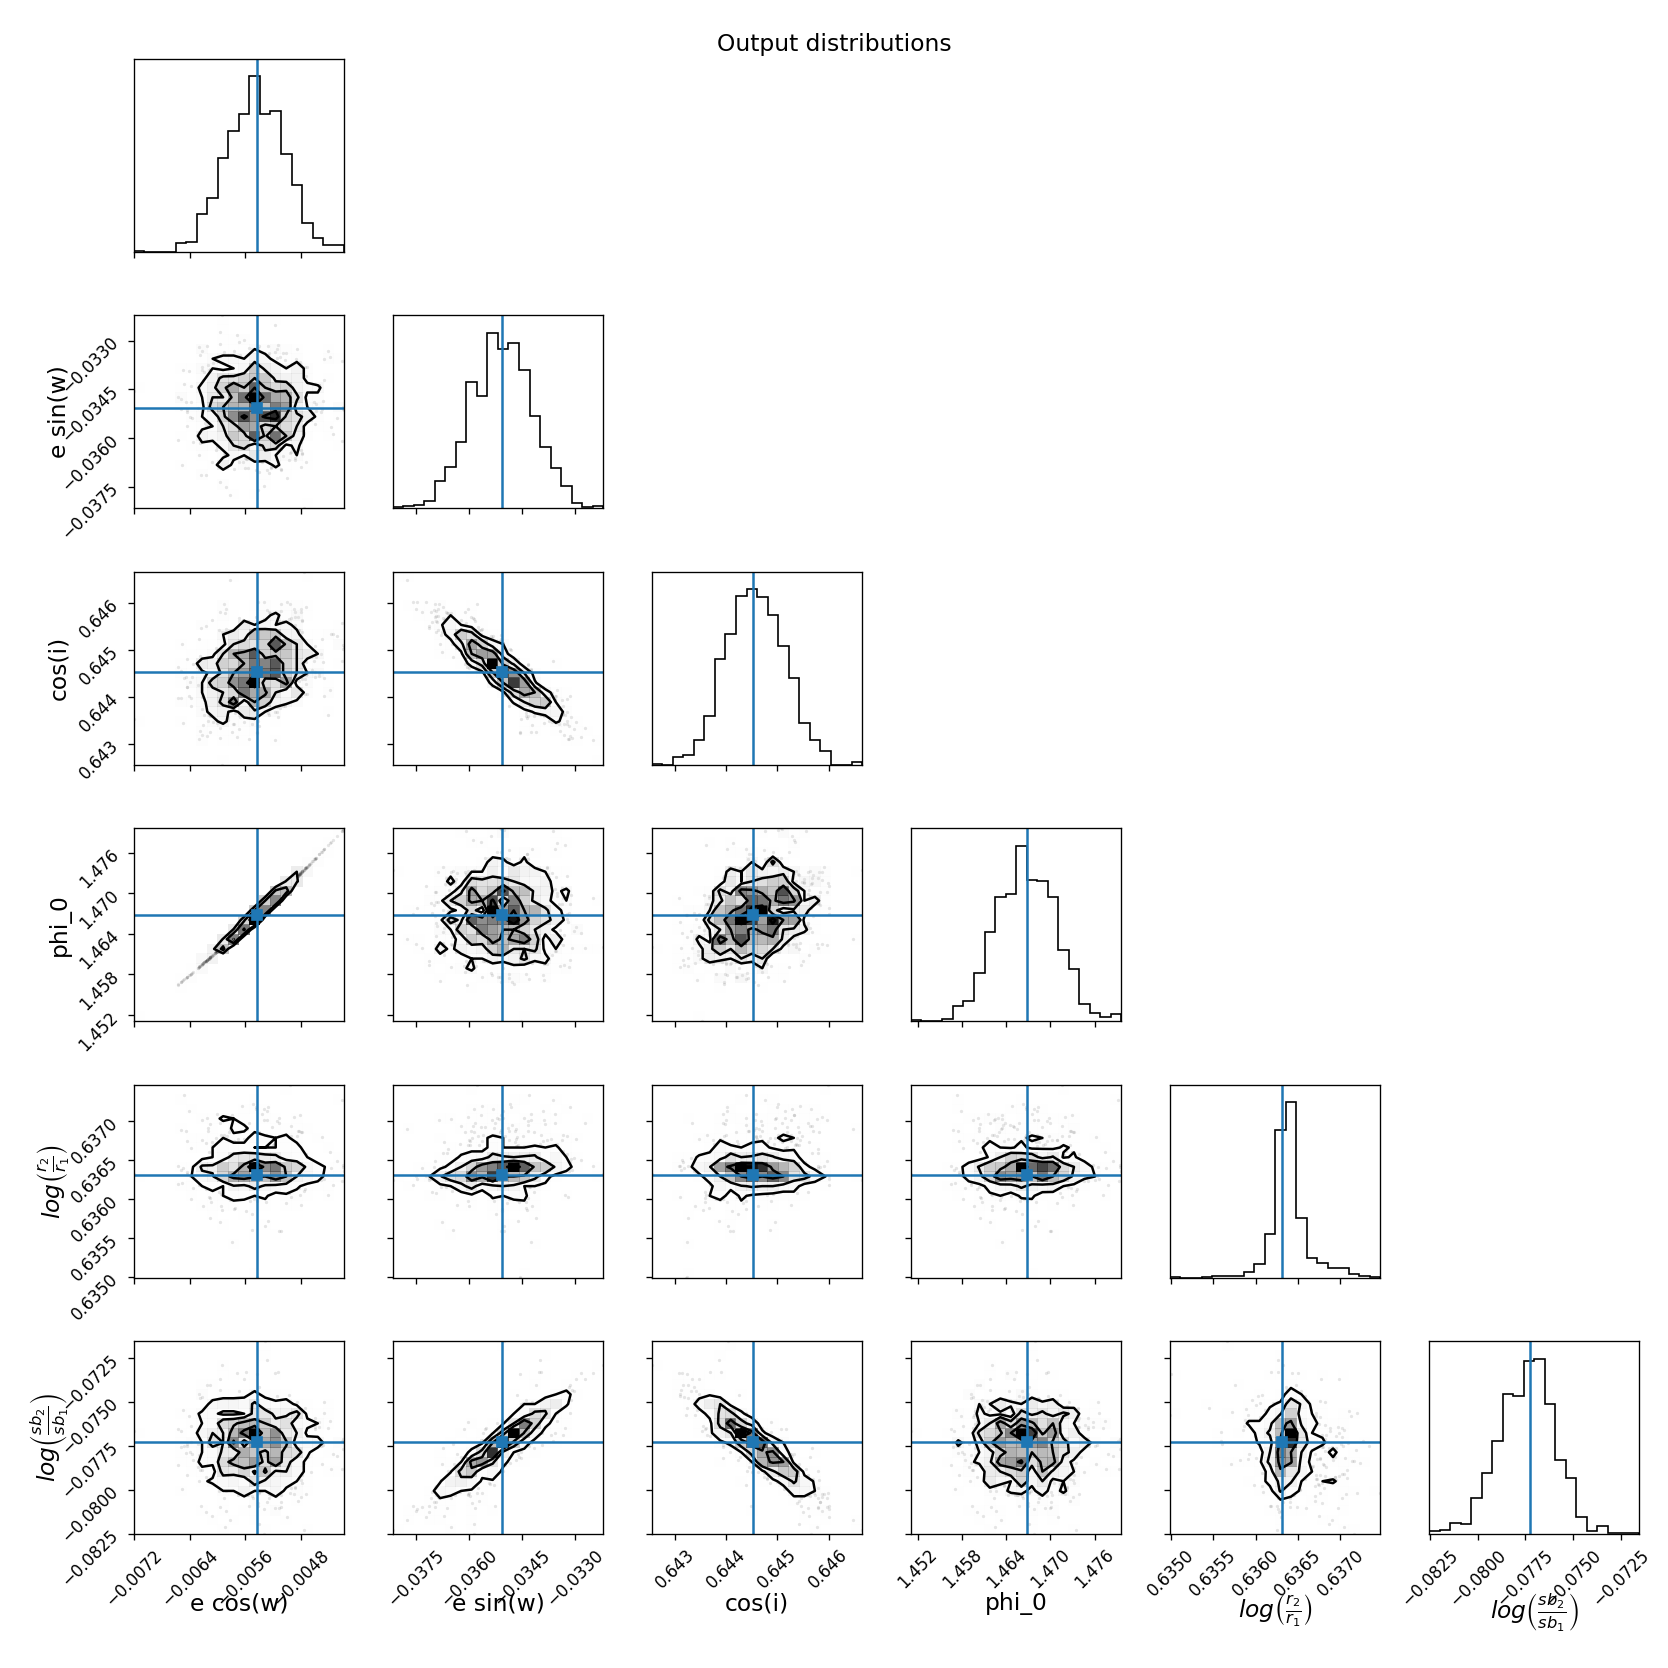 Output distributions
e sin(w)
−0.0330
−0.0345
−0.0360
−0.0375
cos(i)
0.646
0.645
0.644
0.643
phi_0
1.476
1.470
1.464
1.458
1.452
log(r₂/r₁)
0.6370
0.6365
0.6360
0.6355
0.6350
log(sb₂/sb₁)
−0.0725
−0.0750
−0.0775
−0.0800
−0.0825
−0.0072 −0.0064 −0.0056 −0.0048
−0.0375 −0.0360 −0.0345 −0.0330
0.643 0.644 0.645 0.646
1.452 1.458 1.464 1.470 1.476
0.6350 0.6355 0.6360 0.6365 0.6370
−0.0825 −0.0800 −0.0775 −0.0750 −0.0725
e cos(w) e sin(w) cos(i) phi_0 log(r₂/r₁) log(sb₂/sb₁)